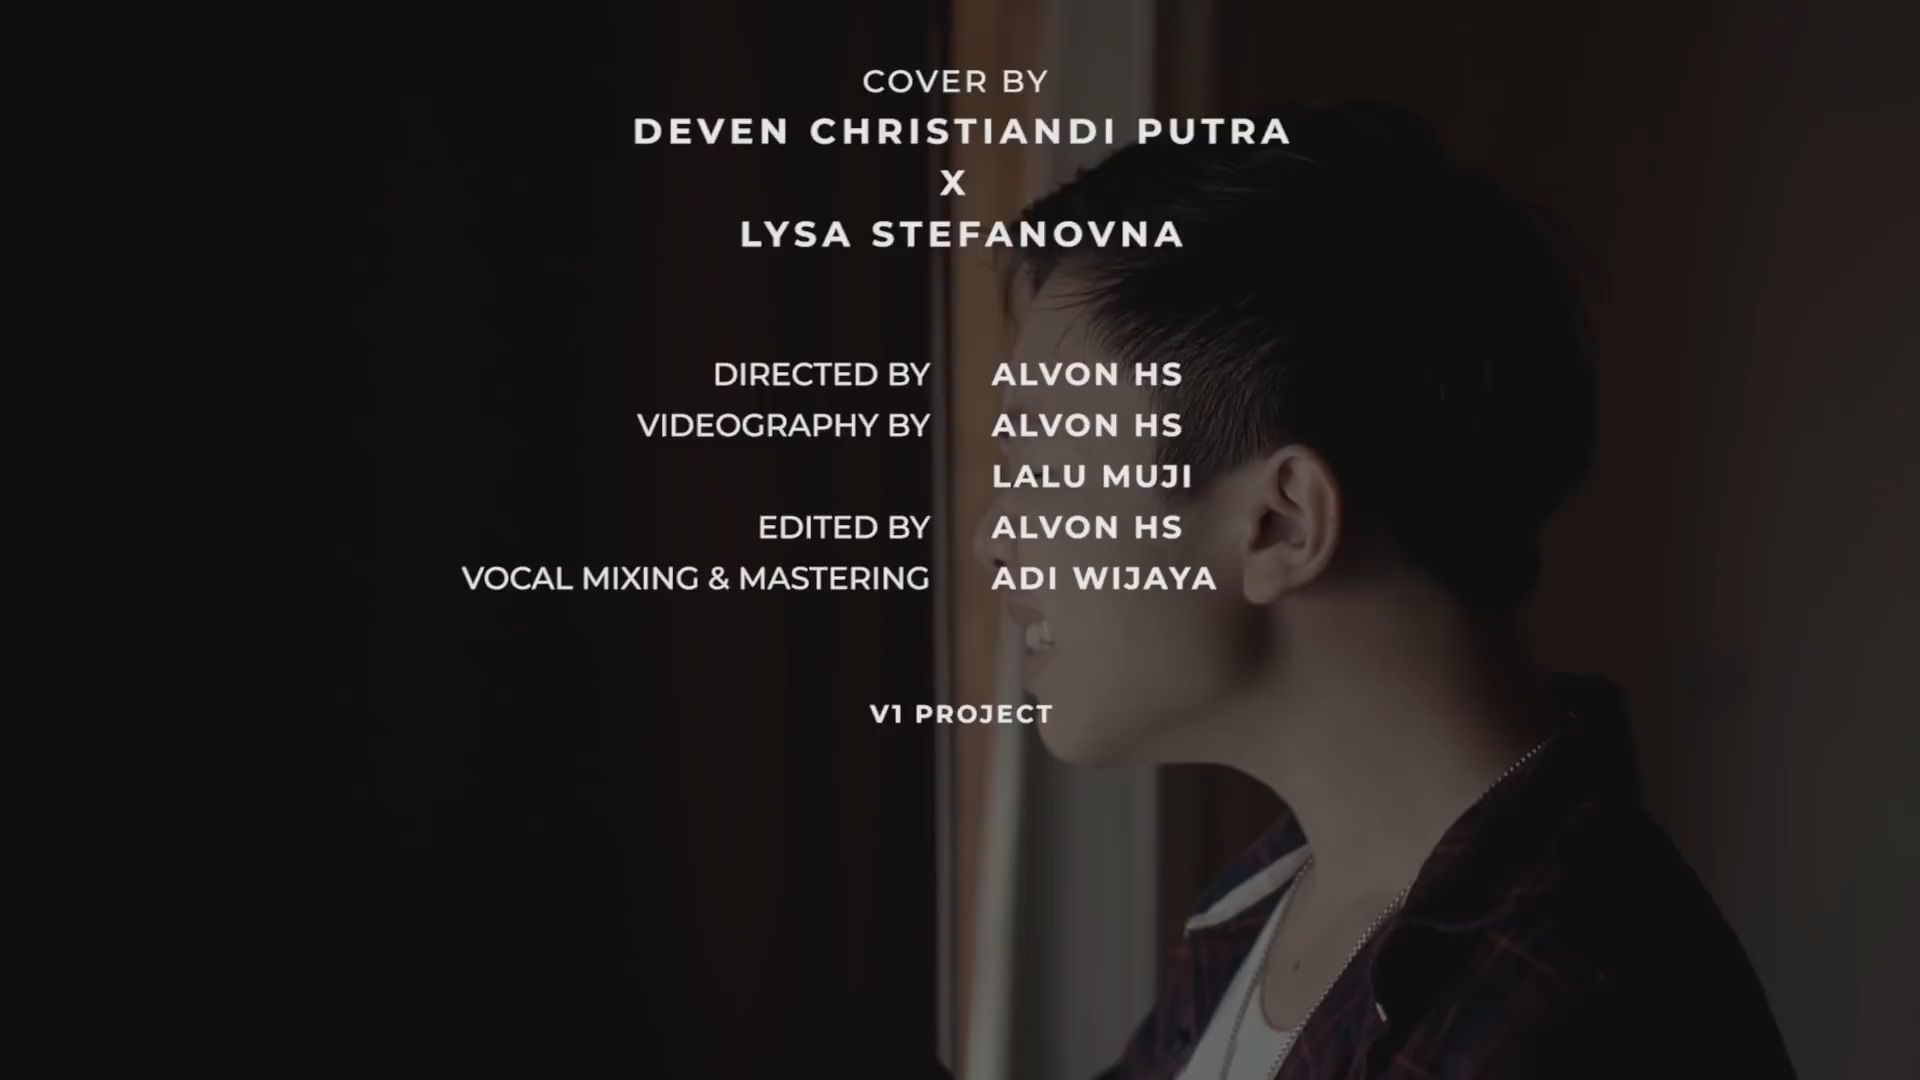 COVER BY
DEVEN CHRISTIANDI PUTRA
X
LYSA STEFANOVNA
DIRECTED BY ALVON HS
VIDEOGRAPHY BY ALVON HS
LALU MUJI
EDITED BY ALVON HS
VOCAL MIXING & MASTERING ADI WIJAYA
V1 PROJECT